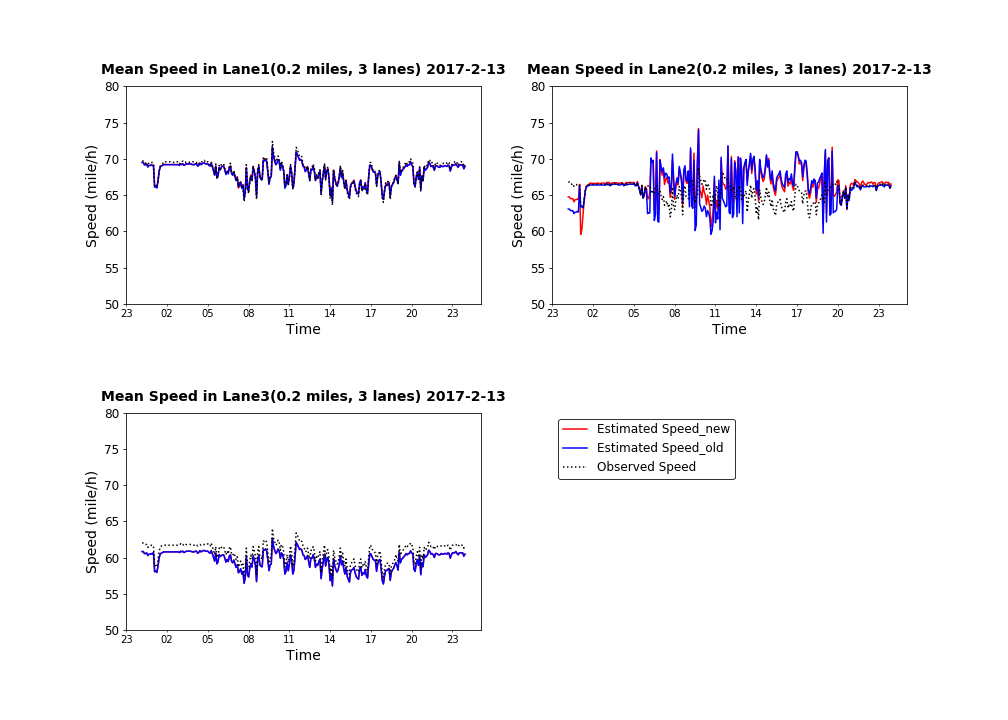 Mean Speed in Lane1(0.2 miles, 3 lanes) 2017-2-13
80
75
70
65
60
55
50
Speed (mile/h)
23 02 05 08 11 14 17 20 23
Time
Mean Speed in Lane2(0.2 miles, 3 lanes) 2017-2-13
80
75
70
65
60
55
50
Speed (mile/h)
23 02 05 08 11 14 17 20 23
Time
Mean Speed in Lane3(0.2 miles, 3 lanes) 2017-2-13
80
75
70
65
60
55
50
Speed (mile/h)
23 02 05 08 11 14 17 20 23
Time
Estimated Speed_new
Estimated Speed_old
Observed Speed